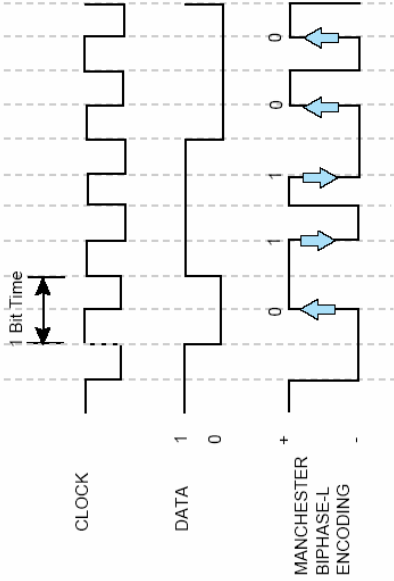 1 Bit Time
CLOCK
DATA
1
0
MANCHESTER
BIPHASE-L
ENCODING
+
-
0
1
1
0
0